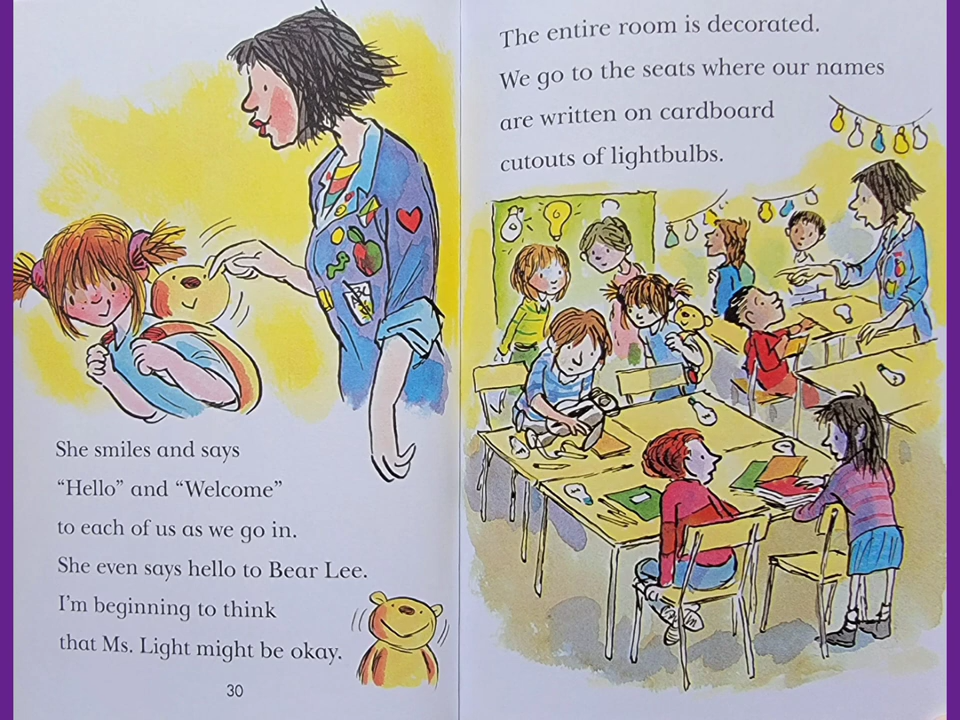 She smiles and says
“Hello” and “Welcome”
to each of us as we go in.
She even says hello to Bear Lee.
I’m beginning to think
that Ms. Light might be okay.
30
The entire room is decorated.
We go to the seats where our names
are written on cardboard
cutouts of lightbulbs.